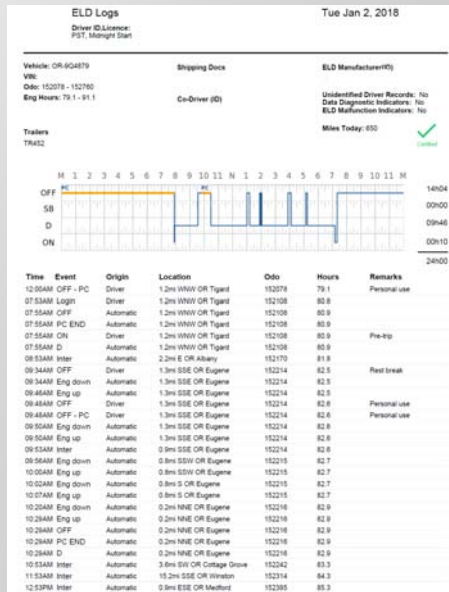 ELD Logs
Tue Jan 2, 2018
Driver ID,Licence:
PST, Midnight Start
Vehicle: OR-9Q4879
Shipping Docs
ELD Manufacturer(ID)
VIN:
Odo: 152078 - 152760
Eng Hours: 79.1 - 91.1
Co-Driver (ID)
Unidentified Driver Records: No
Data Diagnostic Indicators: No
ELD Malfunction Indicators: No
Trailers
TR452
Miles Today: 650
Certified
M 1 2 3 4 5 6 7 8 9 10 11 N 1 2 3 4 5 6 7 8 9 10 11 M
PC PC
OFF 14h04
SB 00h00
D 09h46
ON 00h10
24h00
Time Event Origin Location Odo Hours Remarks
12:00AM OFF - PC Driver 1.2mi WNW OR Tigard 152078 79.1 Personal use
07:53AM Login Driver 1.2mi WNW OR Tigard 152108 80.8
07:55AM OFF Automatic 1.2mi WNW OR Tigard 152108 80.9
07:55AM PC END Automatic 1.2mi WNW OR Tigard 152108 80.9
07:55AM ON Driver 1.2mi WNW OR Tigard 152108 80.9 Pre-trip
07:55AM D Automatic 1.2mi WNW OR Tigard 152108 80.9
08:53AM Inter Automatic 2.2mi E OR Albany 152170 81.8
09:34AM OFF Driver 1.3mi SSE OR Eugene 152214 82.5 Rest break
09:34AM Eng down Automatic 1.3mi SSE OR Eugene 152214 82.5
09:46AM Eng up Automatic 1.3mi SSE OR Eugene 152214 82.5
09:48AM OFF Driver 1.3mi SSE OR Eugene 152214 82.6 Personal use
09:48AM OFF - PC Driver 1.3mi SSE OR Eugene 152214 82.6 Personal use
09:50AM Eng down Automatic 1.3mi SSE OR Eugene 152214 82.6
09:50AM Eng up Automatic 1.3mi SSE OR Eugene 152214 82.6
09:53AM Inter Automatic 0.9mi SSE OR Eugene 152214 82.6
09:56AM Eng down Automatic 0.8mi SSW OR Eugene 152215 82.7
10:00AM Eng up Automatic 0.8mi SSW OR Eugene 152215 82.7
10:02AM Eng down Automatic 0.8mi S OR Eugene 152215 82.7
10:07AM Eng up Automatic 0.8mi S OR Eugene 152215 82.7
10:20AM Eng down Automatic 0.2mi NNE OR Eugene 152216 82.9
10:29AM Eng up Automatic 0.2mi NNE OR Eugene 152216 82.9
10:29AM OFF Automatic 0.2mi NNE OR Eugene 152216 82.9
10:29AM PC END Automatic 0.2mi NNE OR Eugene 152216 82.9
10:29AM D Automatic 0.2mi NNE OR Eugene 152216 82.9
10:53AM Inter Automatic 3.6mi SW OR Cottage Grove 152242 83.3
11:53AM Inter Automatic 15.2mi SSE OR Winston 152314 84.3
12:53PM Inter Automatic 0.9mi ESE OR Medford 152385 85.3